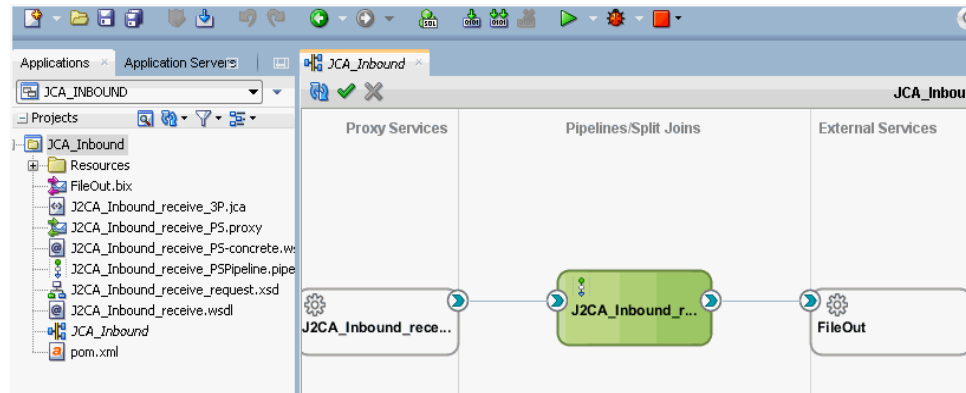 Applications
Application Servers
JCA_Inbound
JCA_INBOUND
JCA_Inbou
Projects
Proxy Services
Pipelines/Split Joins
External Services
JCA_Inbound
Resources
FileOut.bix
J2CA_Inbound_receive_3P.jca
J2CA_Inbound_receive_PS.proxy
J2CA_Inbound_receive_PS-concrete.ws
J2CA_Inbound_receive_PSPipeline.pipe
J2CA_Inbound_receive_request.xsd
J2CA_Inbound_receive.wsdl
JCA_Inbound
pom.xml
J2CA_Inbound_rece...
J2CA_Inbound_r...
FileOut